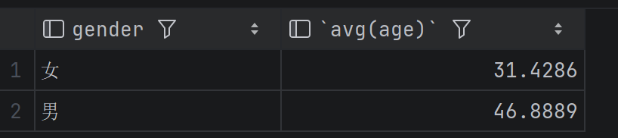 gender `avg(age)`
1 女 31.4286
2 男 46.8889